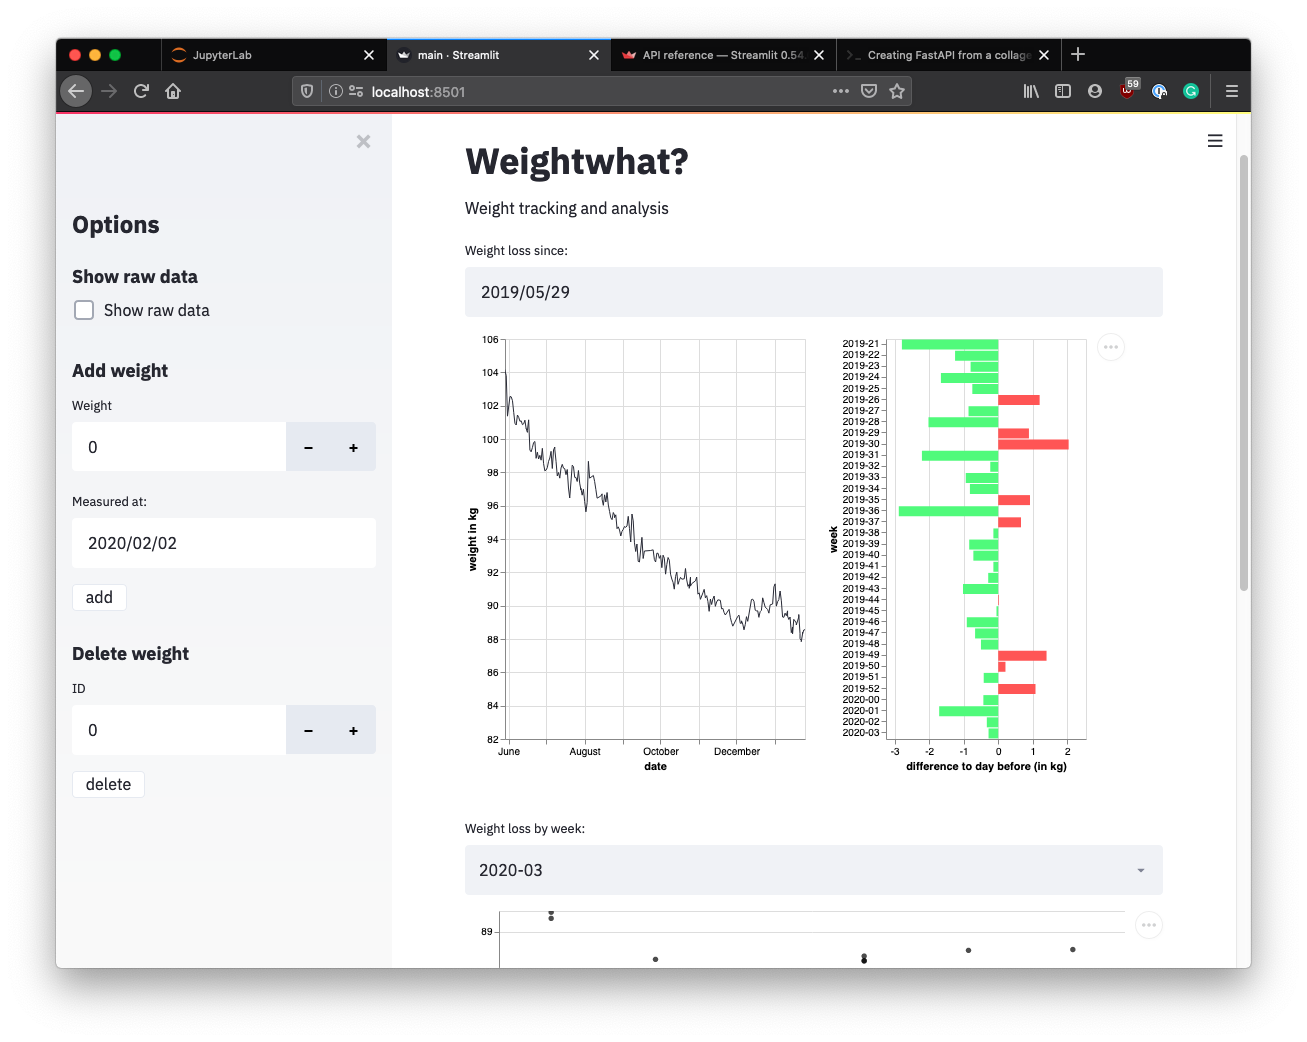 JupyterLab
main · Streamlit
API reference — Streamlit 0.54.
Creating FastAPI from a collage
localhost:8501
59
Options
Show raw data
Show raw data
Add weight
Weight
0
−
+
Measured at:
2020/02/02
add
Delete weight
ID
0
−
+
delete
Weightwhat?
Weight tracking and analysis
Weight loss since:
2019/05/29
106
104
102
100
98
96
94
92
90
88
86
84
82
weight in kg
June
August
October
December
date
2019-21
2019-22
2019-23
2019-24
2019-25
2019-26
2019-27
2019-28
2019-29
2019-30
2019-31
2019-32
2019-33
2019-34
2019-35
2019-36
2019-37
2019-38
2019-39
2019-40
2019-41
2019-42
2019-43
2019-44
2019-45
2019-46
2019-47
2019-48
2019-49
2019-50
2019-51
2019-52
2020-00
2020-01
2020-02
2020-03
week
-3
-2
-1
0
1
2
difference to day before (in kg)
Weight loss by week:
2020-03
89